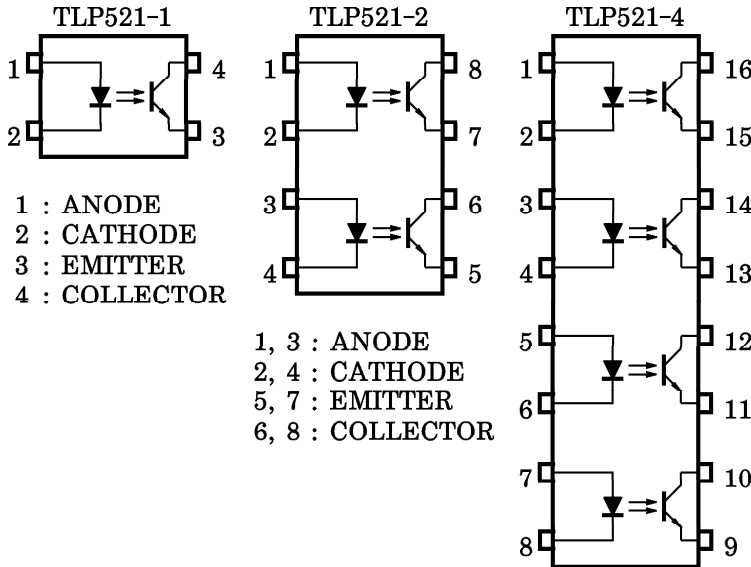 TLP521-1
1
4
2
3
1 : ANODE
2 : CATHODE
3 : EMITTER
4 : COLLECTOR
TLP521-2
1
8
2
7
3
6
4
5
1, 3 : ANODE
2, 4 : CATHODE
5, 7 : EMITTER
6, 8 : COLLECTOR
TLP521-4
1
16
2
15
3
14
4
13
5
12
6
11
7
10
8
9